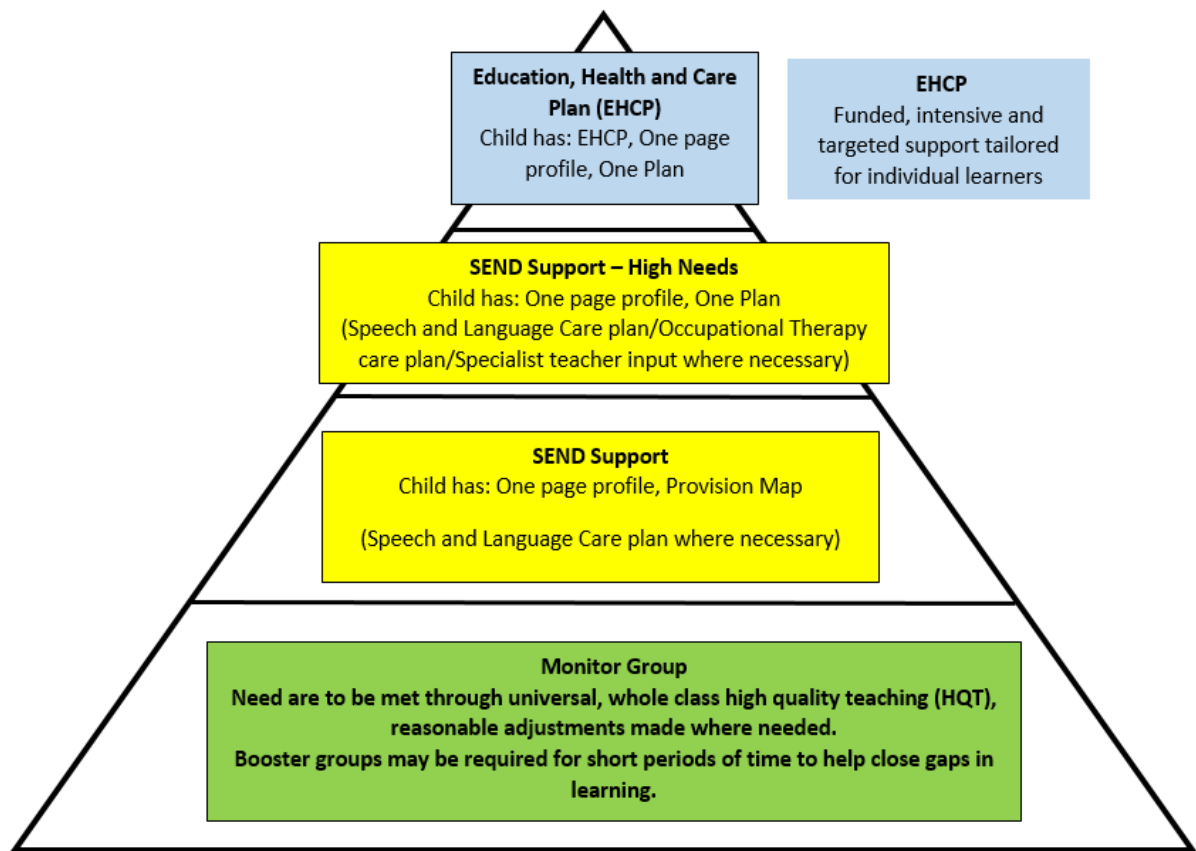 Education, Health and Care
Plan (EHCP)
Child has: EHCP, One page
profile, One Plan
EHCP
Funded, intensive and
targeted support tailored
for individual learners
SEND Support – High Needs
Child has: One page profile, One Plan
(Speech and Language Care plan/Occupational Therapy
care plan/Specialist teacher input where necessary)
SEND Support
Child has: One page profile, Provision Map
(Speech and Language Care plan where necessary)
Monitor Group
Need are to be met through universal, whole class high quality teaching (HQT),
reasonable adjustments made where needed.
Booster groups may be required for short periods of time to help close gaps in
learning.